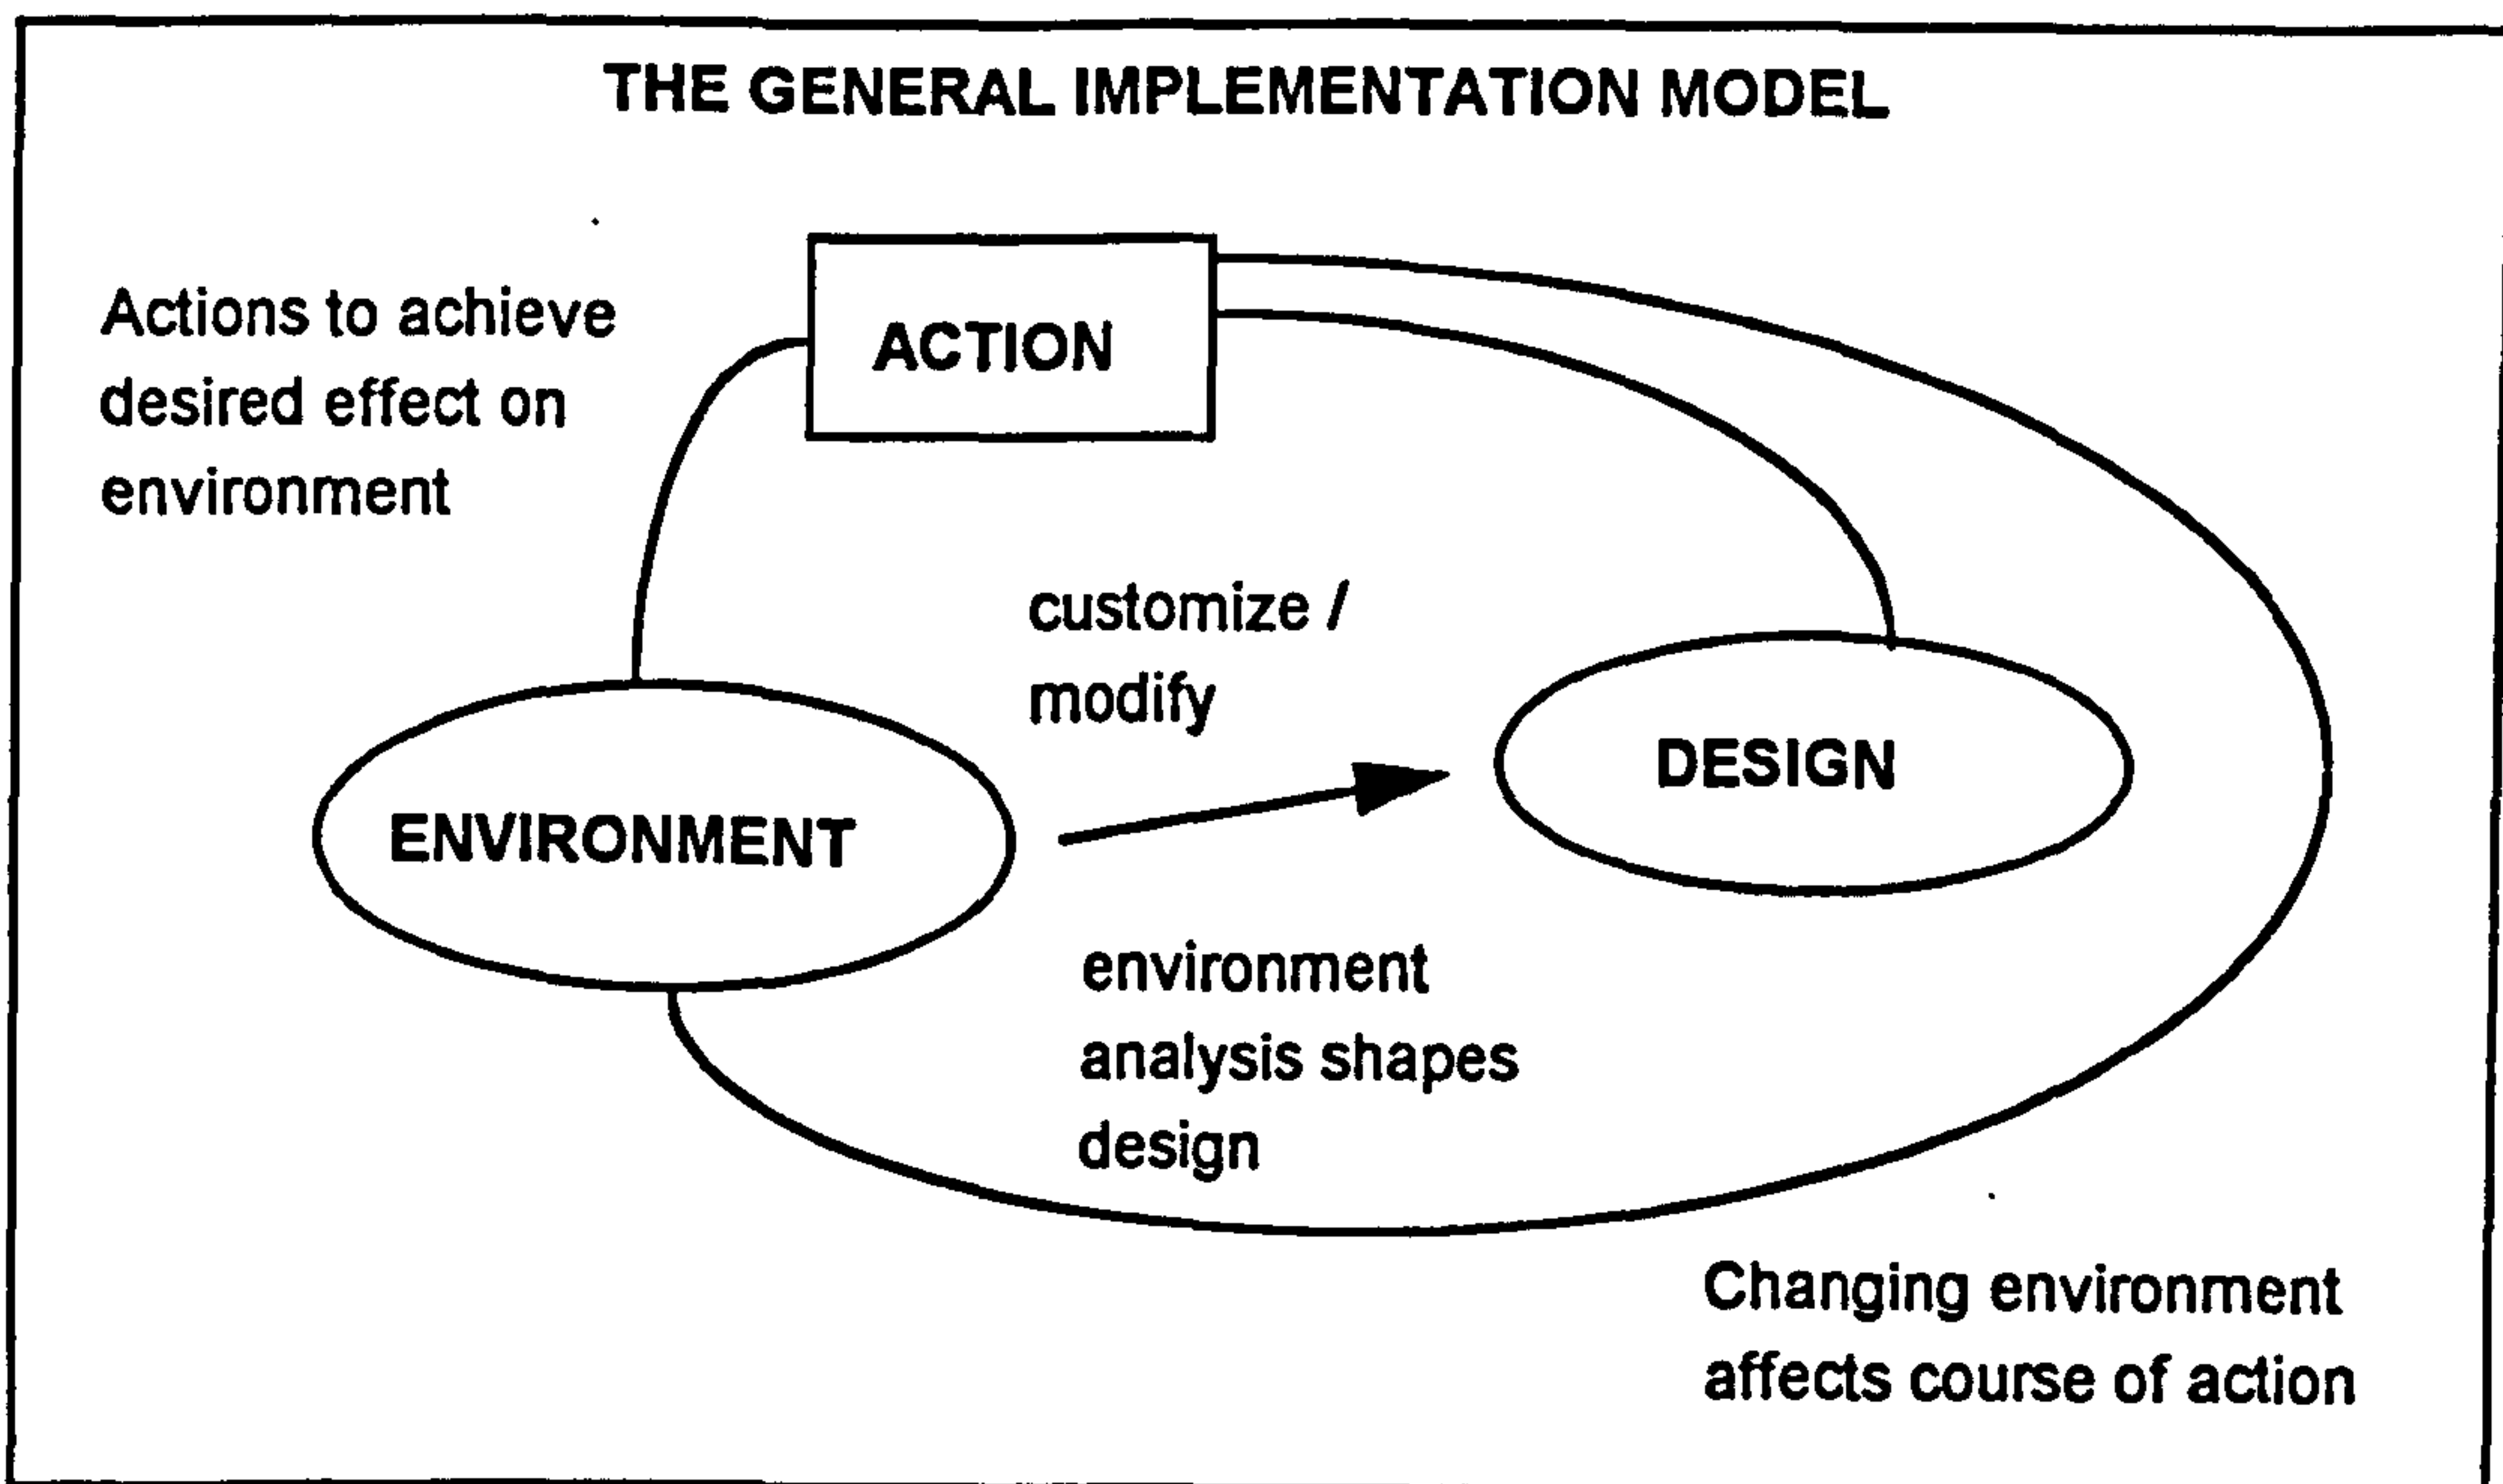 THE GENERAL IMPLEMENTATION MODEL
Actions to achieve
desired effect on
environment
ACTION
customize /
modify
ENVIRONMENT
DESIGN
environment
analysis shapes
design
Changing environment
affects course of action